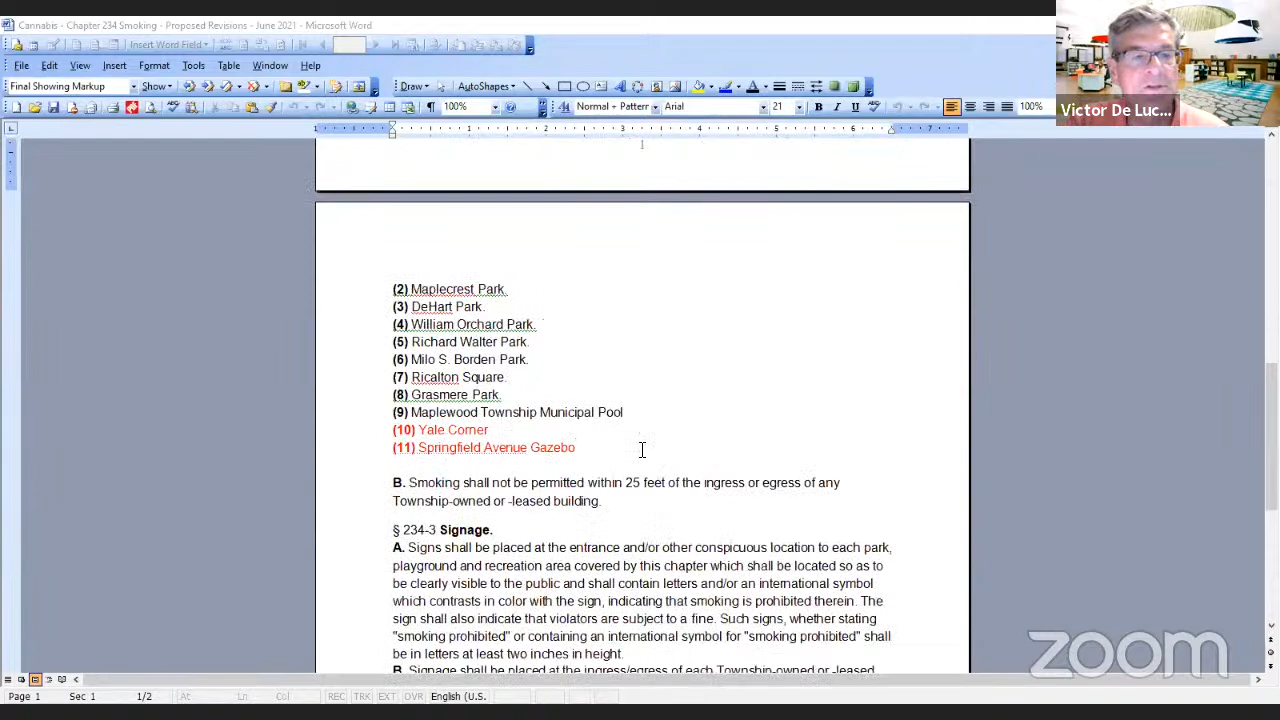 Cannabis - Chapter 234 Smoking - Proposed Revisions - June 2021 - Microsoft Word
Insert Word Field
File Edit View Insert Format Tools Table Window Help
Final Showing Markup Show Draw AutoShapes
100% Normal + Pattern Arial 21 B I U 100%
Victor De Luc...
1 1 2 3 4 5 6 7
(2) Maplecrest Park.
(3) DeHart Park.
(4) William Orchard Park.
(5) Richard Walter Park.
(6) Milo S. Borden Park.
(7) Ricalton Square.
(8) Grasmere Park.
(9) Maplewood Township Municipal Pool
(10) Yale Corner
(11) Springfield Avenue Gazebo
B. Smoking shall not be permitted within 25 feet of the ingress or egress of any
Township-owned or -leased building.
§ 234-3 Signage.
A. Signs shall be placed at the entrance and/or other conspicuous location to each park,
playground and recreation area covered by this chapter which shall be located so as to
be clearly visible to the public and shall contain letters and/or an international symbol
which contrasts in color with the sign, indicating that smoking is prohibited therein. The
sign shall also indicate that violators are subject to a fine. Such signs, whether stating
"smoking prohibited" or containing an international symbol for "smoking prohibited" shall
be in letters at least two inches in height.
B. Signage shall be placed at the ingress/egress of each Township-owned or -leased
zoom
Page 1 Sec 1 1/2 At Ln Col REC TRK EXT OVR English (U.S.